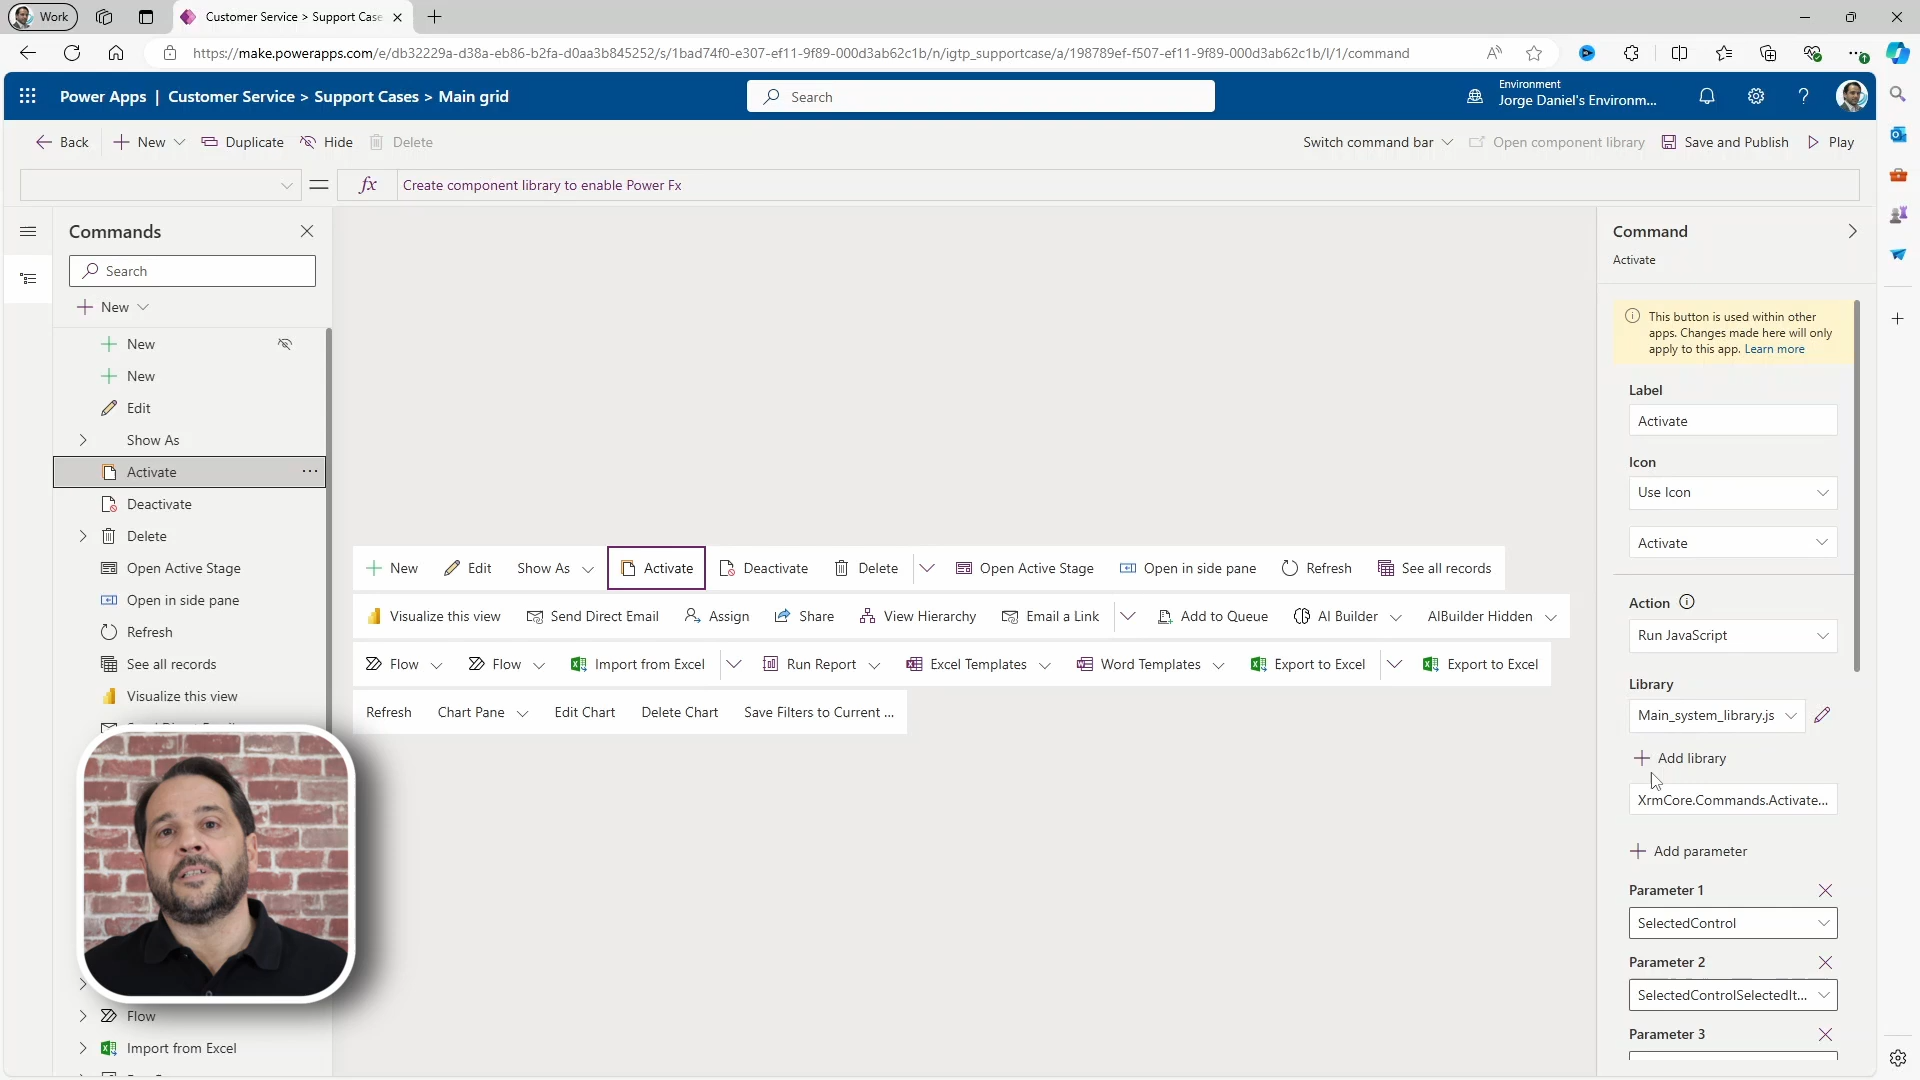 Work
Customer Service > Support Case
https://make.powerapps.com/e/db32229a-d38a-eb86-b2fa-d0aa3b845252/s/1bad74f0-e307-ef11-9f89-000d3ab62c1b/n/igtp_supportcase/a/198789ef-f507-ef11-9f89-000d3ab62c1b/l/1/command
Power Apps | Customer Service > Support Cases > Main grid
Search
Environment
Jorge Daniel's Environm...
Back
New
Duplicate
Hide
Delete
Switch command bar
Open component library
Save and Publish
Play
fx
Create component library to enable Power Fx
Commands
Search
New
New
New
Edit
Show As
Activate
Deactivate
Delete
Open Active Stage
Open in side pane
Refresh
See all records
Visualize this view
Flow
Import from Excel
New
Edit
Show As
Activate
Deactivate
Delete
Open Active Stage
Open in side pane
Refresh
See all records
Visualize this view
Send Direct Email
Assign
Share
View Hierarchy
Email a Link
Add to Queue
AI Builder
AIBuilder Hidden
Flow
Flow
Import from Excel
Run Report
Excel Templates
Word Templates
Export to Excel
Export to Excel
Refresh
Chart Pane
Edit Chart
Delete Chart
Save Filters to Current ...
Command
Activate
This button is used within other
apps. Changes made here will only
apply to this app. Learn more
Label
Activate
Icon
Use Icon
Activate
Action
Run JavaScript
Library
Main_system_library.js
Add library
XrmCore.Commands.Activate...
Add parameter
Parameter 1
SelectedControl
Parameter 2
SelectedControlSelectedIt...
Parameter 3